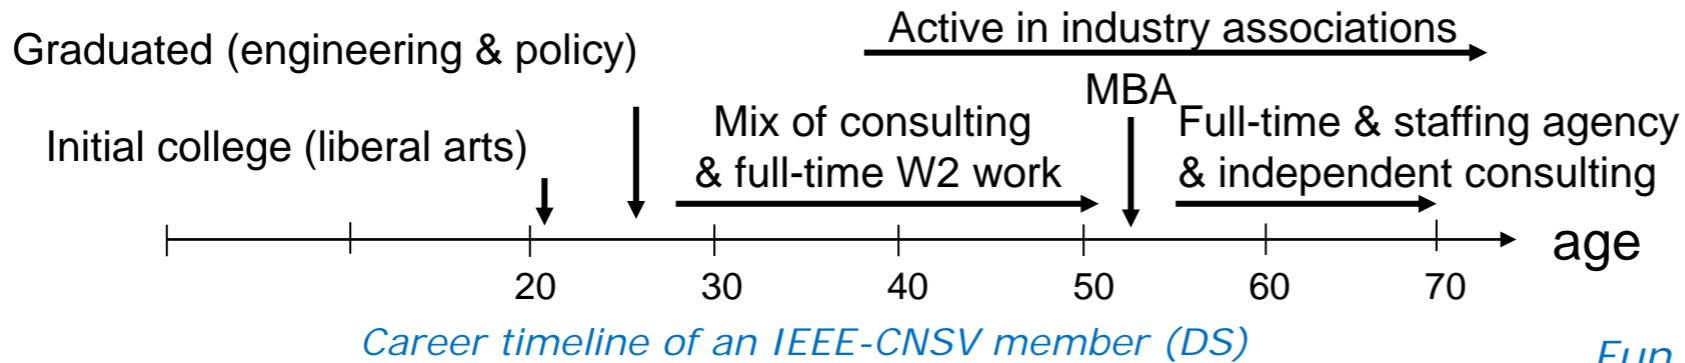 Active in industry associations
Graduated (engineering & policy)
MBA
Mix of consulting
& full-time W2 work
Full-time & staffing agency
& independent consulting
Initial college (liberal arts)
age
20 30 40 50 60 70
Career timeline of an IEEE-CNSV member (DS)